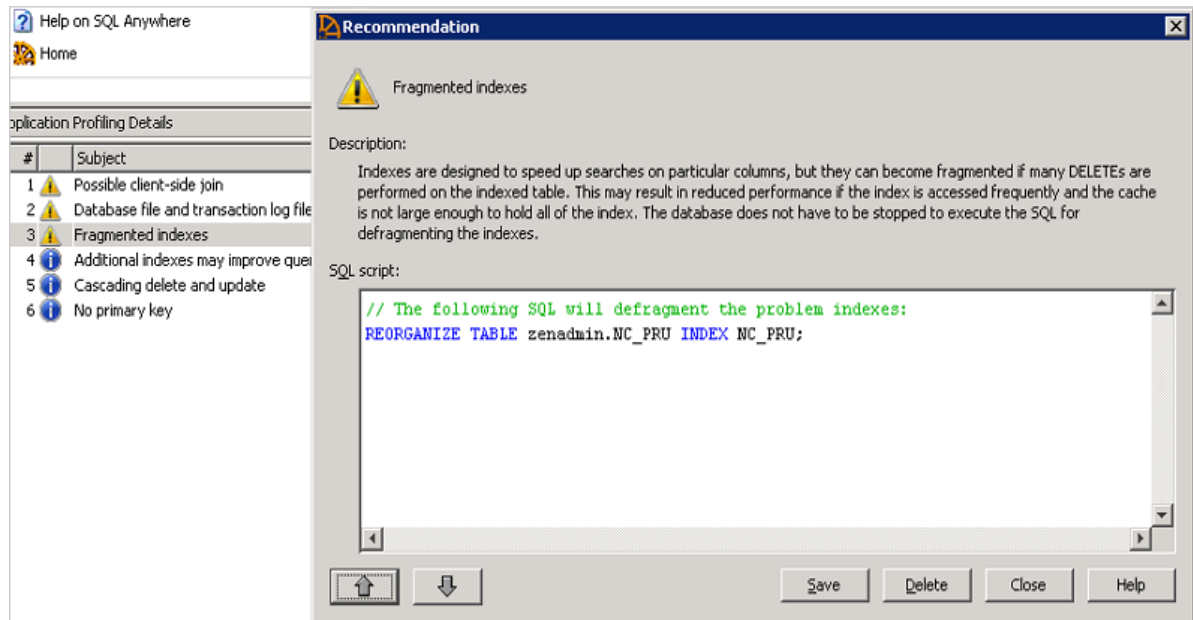 Help on SQL Anywhere
Home
pplication Profiling Details
# Subject
1 Possible client-side join
2 Database file and transaction log file
3 Fragmented indexes
4 Additional indexes may improve quer
5 Cascading delete and update
6 No primary key
Recommendation
Fragmented indexes
Description:
Indexes are designed to speed up searches on particular columns, but they can become fragmented if many DELETEs are
performed on the indexed table. This may result in reduced performance if the index is accessed frequently and the cache
is not large enough to hold all of the index. The database does not have to be stopped to execute the SQL for
defragmenting the indexes.
SQL script:
// The following SQL will defragment the problem indexes:
REORGANIZE TABLE zenadmin.NC_PRU INDEX NC_PRU;
Save Delete Close Help